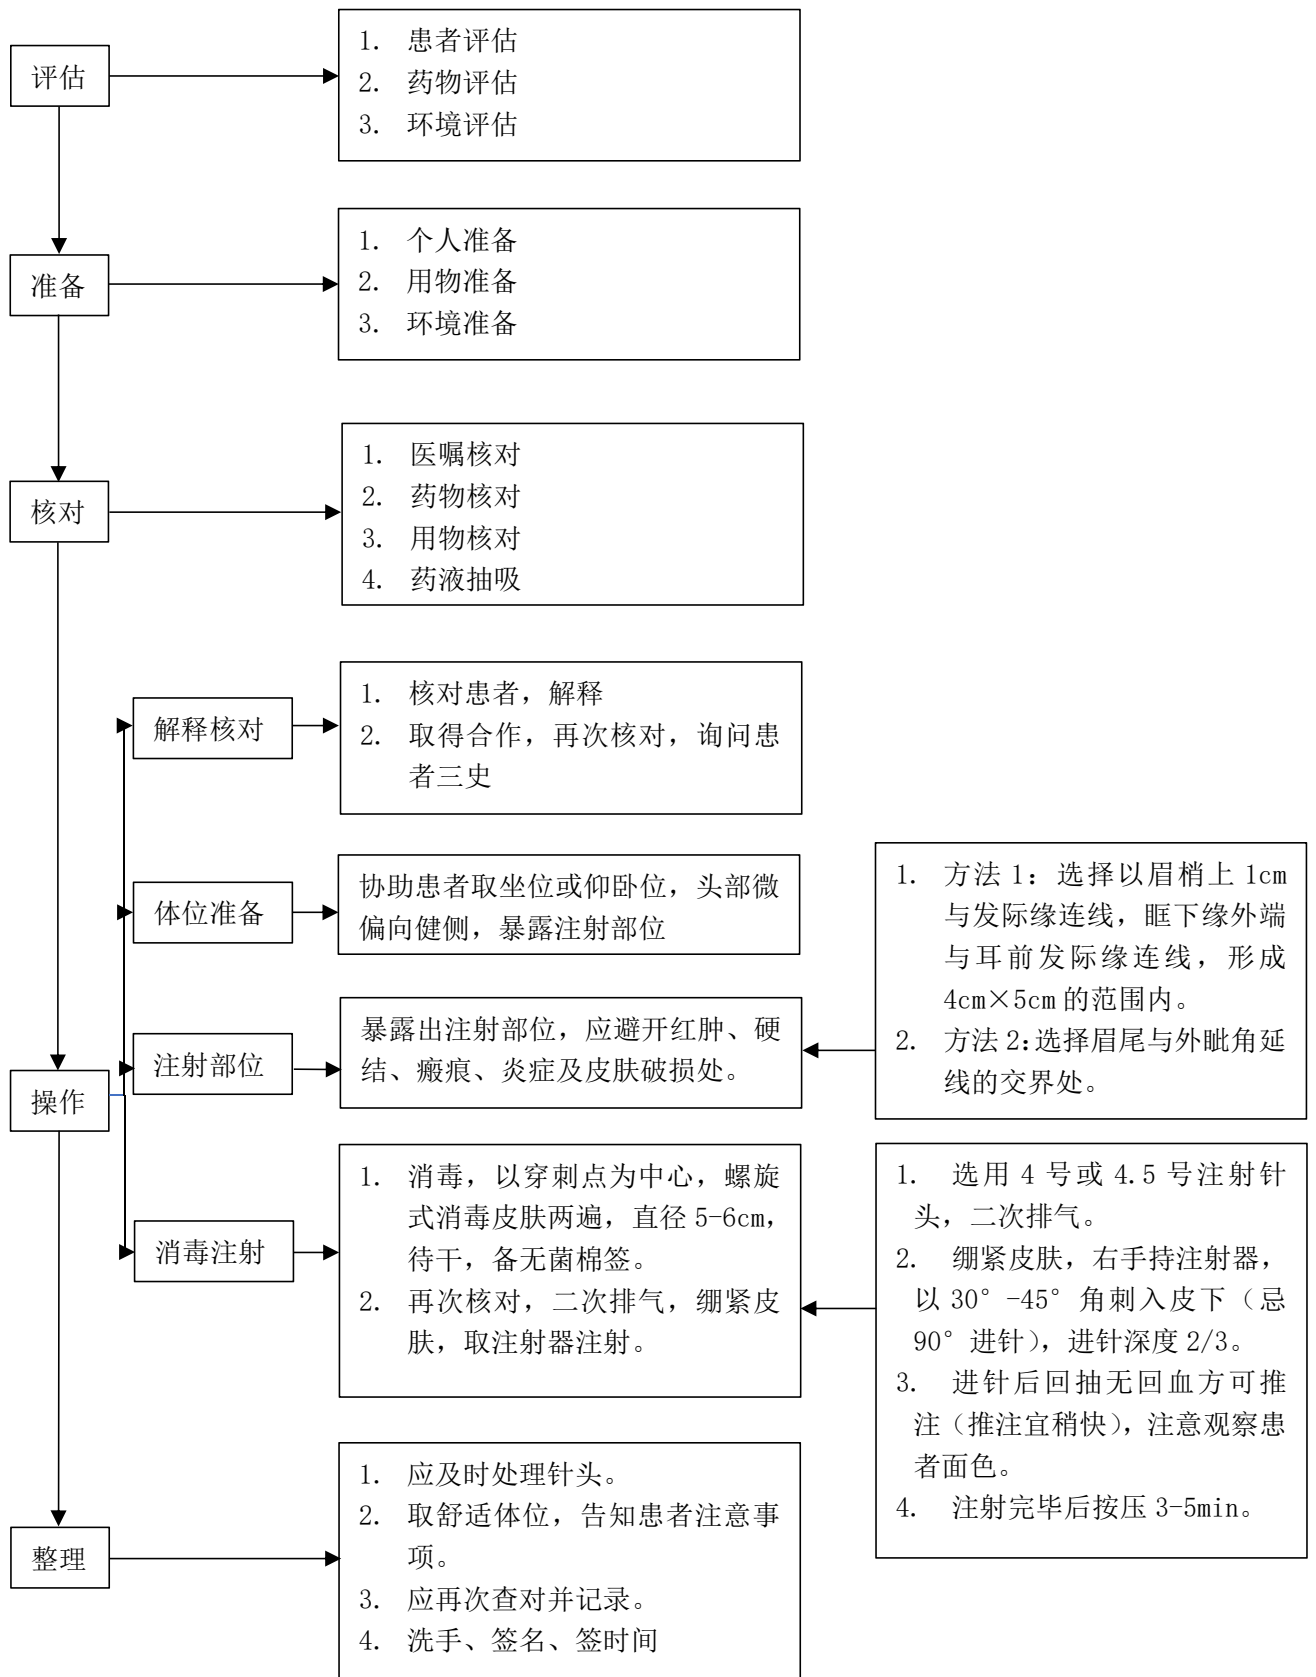 评估
1. 患者评估
2. 药物评估
3. 环境评估
准备
1. 个人准备
2. 用物准备
3. 环境准备
核对
1. 医嘱核对
2. 药物核对
3. 用物核对
4. 药液抽吸
操作
解释核对
1. 核对患者，解释
2. 取得合作，再次核对，询问患
者三史
体位准备
协助患者取坐位或仰卧位，头部微
偏向健侧，暴露注射部位
注射部位
暴露出注射部位，应避开红肿、硬
结、瘢痕、炎症及皮肤破损处。
1. 方法 1：选择以眉梢上 1cm
与发际缘连线，眶下缘外端
与耳前发际缘连线，形成
4cm×5cm 的范围内。
2. 方法 2:选择眉尾与外眦角延
线的交界处。
消毒注射
1. 消毒，以穿刺点为中心，螺旋
式消毒皮肤两遍，直径 5-6cm，
待干，备无菌棉签。
2. 再次核对，二次排气，绷紧皮
肤，取注射器注射。
1. 选用 4 号或 4.5 号注射针
头，二次排气。
2. 绷紧皮肤，右手持注射器，
以 30°-45°角刺入皮下（忌
90°进针），进针深度 2/3。
3. 进针后回抽无回血方可推
注（推注宜稍快），注意观察患
者面色。
4. 注射完毕后按压 3-5min。
整理
1. 应及时处理针头。
2. 取舒适体位，告知患者注意事
项。
3. 应再次查对并记录。
4. 洗手、签名、签时间